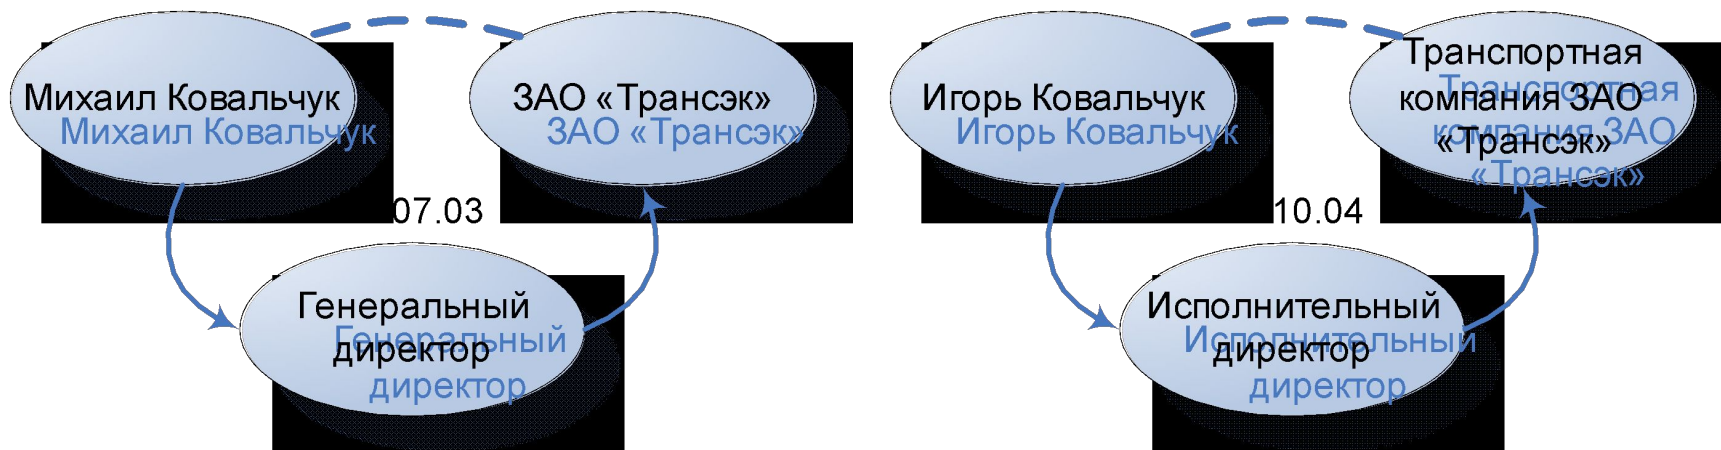 Михаил Ковальчук
Михаил Ковальчук
ЗАО «Трансэк»
ЗАО «Трансэк»
07.03
Генеральный
Генеральный
директор
директор
Игорь Ковальчук
Игорь Ковальчук
Транспортная
Транспортная
компания ЗАО
компания ЗАО
«Трансэк»
«Трансэк»
10.04
Исполнительный
Исполнительный
директор
директор